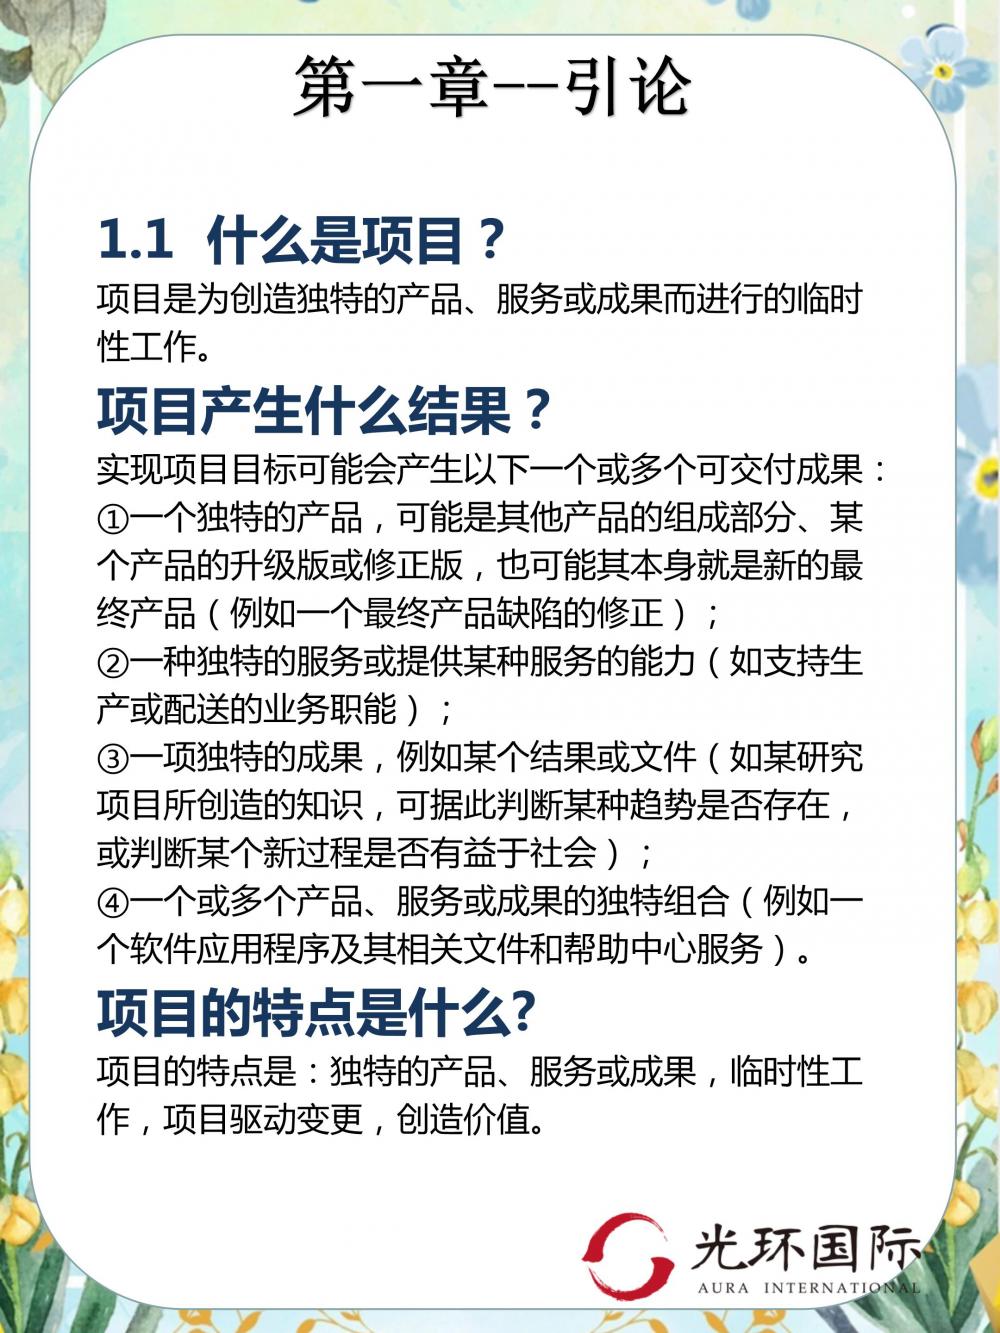 第一章--引论
1.1 什么是项目？
项目是为创造独特的产品、服务或成果而进行的临时
性工作。
项目产生什么结果？
实现项目目标可能会产生以下一个或多个可交付成果：
①一个独特的产品，可能是其他产品的组成部分、某
个产品的升级版或修正版，也可能其本身就是新的最
终产品（例如一个最终产品缺陷的修正）；
②一种独特的服务或提供某种服务的能力（如支持生
产或配送的业务职能）；
③一项独特的成果，例如某个结果或文件（如某研究
项目所创造的知识，可据此判断某种趋势是否存在，
或判断某个新过程是否有益于社会）；
④一个或多个产品、服务或成果的独特组合（例如一
个软件应用程序及其相关文件和帮助中心服务）。
项目的特点是什么?
项目的特点是：独特的产品、服务或成果，临时性工
作，项目驱动变更，创造价值。
光环国际
AURA INTERNATIONAL